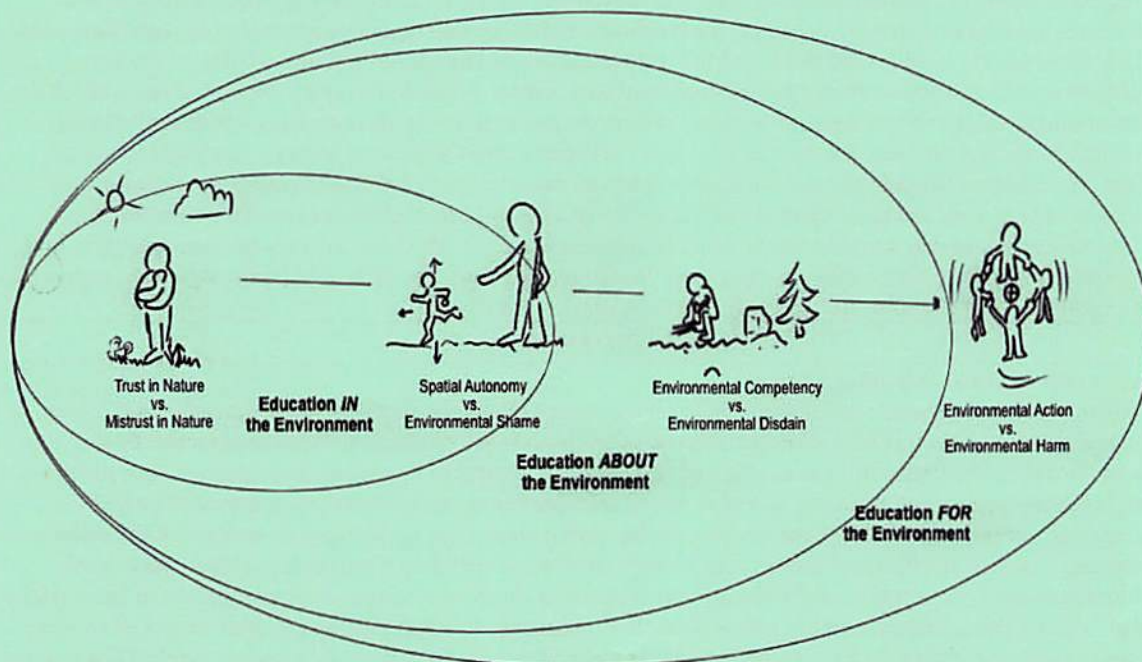 Trust in Nature
vs.
Mistrust in Nature
Education IN
the Environment
Spatial Autonomy
vs.
Environmental Shame
Education ABOUT
the Environment
Environmental Competency
vs.
Environmental Disdain
Education FOR
the Environment
Environmental Action
vs.
Environmental Harm